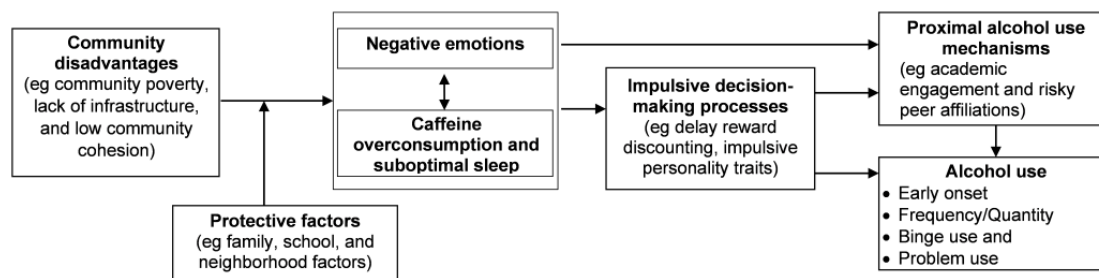 Community
disadvantages
(eg community poverty,
lack of infrastructure,
and low community
cohesion)
Protective factors
(eg family, school, and
neighborhood factors)
Negative emotions
Caffeine
overconsumption and
suboptimal sleep
Impulsive decision-
making processes
(eg delay reward
discounting, impulsive
personality traits)
Proximal alcohol use
mechanisms
(eg academic
engagement and risky
peer affiliations)
Alcohol use
• Early onset
• Frequency/Quantity
• Binge use and
• Problem use